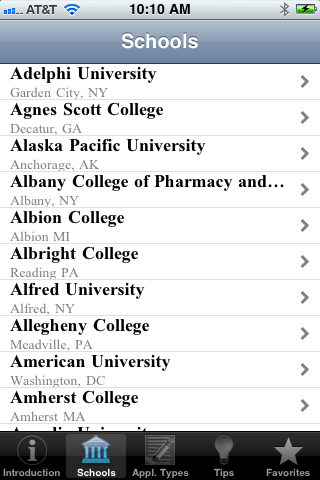 AT&T 10:10 AM
Schools
Adelphi University
Garden City, NY
Agnes Scott College
Decatur, GA
Alaska Pacific University
Anchorage, AK
Albany College of Pharmacy and...
Albany, NY
Albion College
Albion MI
Albright College
Reading PA
Alfred University
Alfred, NY
Allegheny College
Meadville, PA
American University
Washington, DC
Amherst College
Amherst MA
Introduction Schools Appl. Types Tips Favorites